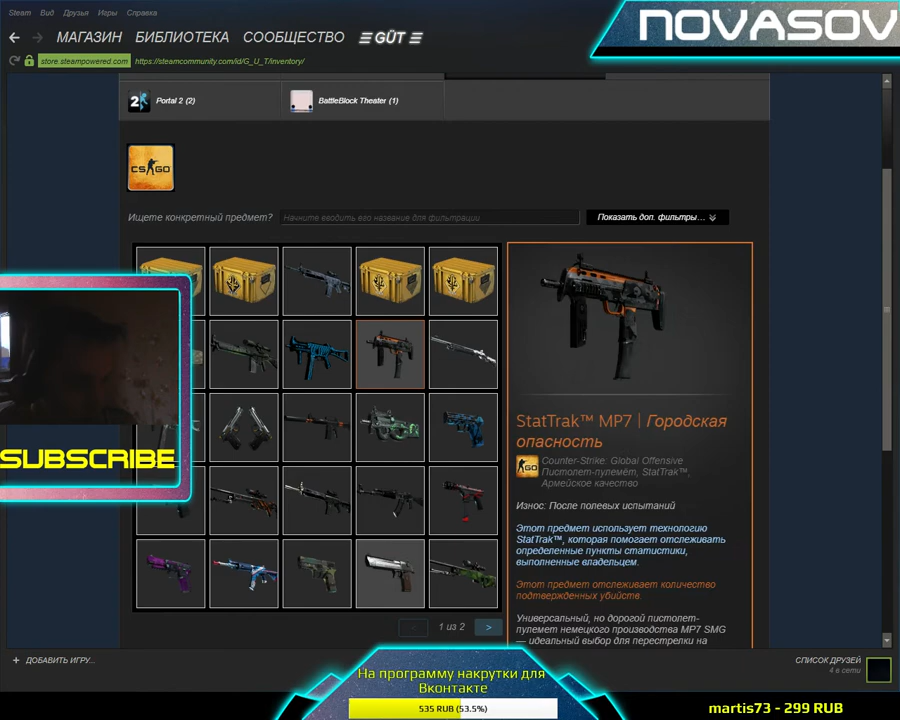 Steam Вид Друзья Игры Справка
NOVASOV
МАГАЗИН БИБЛИОТЕКА СООБЩЕСТВО GÜT
store.steampowered.com https://steamcommunity.com/id/G_U_T/inventory/
2 Portal 2 (2) BattleBlock Theater (1)
CS GO
Ищете конкретный предмет? Начните вводить его название для фильтрации Показать доп. фильтры...
StatTrak™ MP7 | Городская
опасность
GO Counter-Strike: Global Offensive
Пистолет-пулемёт, StatTrak™,
Армейское качество
Износ: После полевых испытаний
Этот предмет использует технологию
StatTrak™, которая помогает отслеживать
определенные пункты статистики,
выполненные владельцем.
Этот предмет отслеживает количество
подтвержденных убийств.
Универсальный, но дорогой пистолет-
пулемет немецкого производства MP7 SMG
— идеальный выбор для перестрелки на
SUBSCRIBE
< 1 из 2 >
+ ДОБАВИТЬ ИГРУ...
СПИСОК ДРУЗЕЙ
4 в сети
На программу накрутки для
Вконтакте
535 RUB (53.5%)
martis73 - 299 RUB